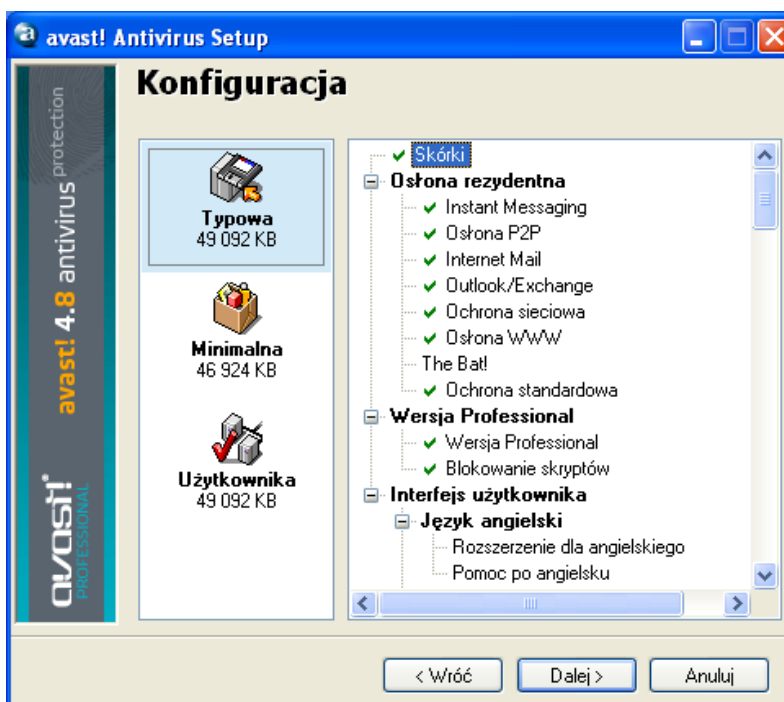 avast! Antivirus Setup
Konfiguracja
avast! 4.8 antivirus protection
avast!
PROFESSIONAL
Typowa
49 092 KB
Minimalna
46 924 KB
Użytkownika
49 092 KB
Skórki
Osłona rezydentna
Instant Messaging
Osłona P2P
Internet Mail
Outlook/Exchange
Ochrona sieciowa
Osłona WWW
The Bat!
Ochrona standardowa
Wersja Professional
Wersja Professional
Blokowanie skryptów
Interfejs użytkownika
Język angielski
Rozszerzenie dla angielskiego
Pomoc po angielsku
< Wróć
Dalej >
Anuluj